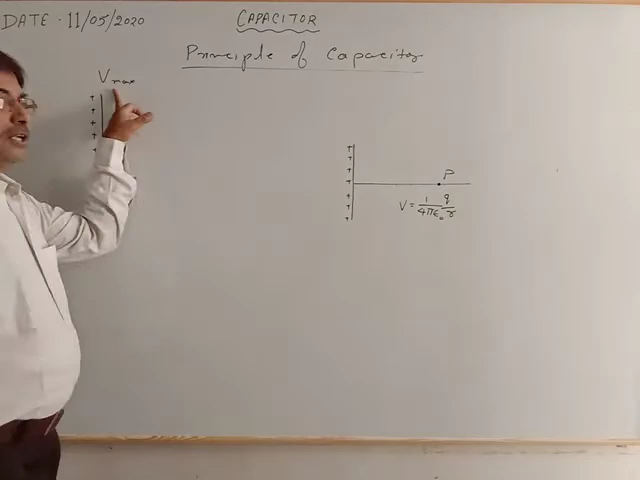 DATE · 11/05/2020
CAPACITOR
Principle of Capacitor
Vmax
+
+
+
+
+
+
+
+
+
+
+
+
P
V = 1/4πε₀ q/r